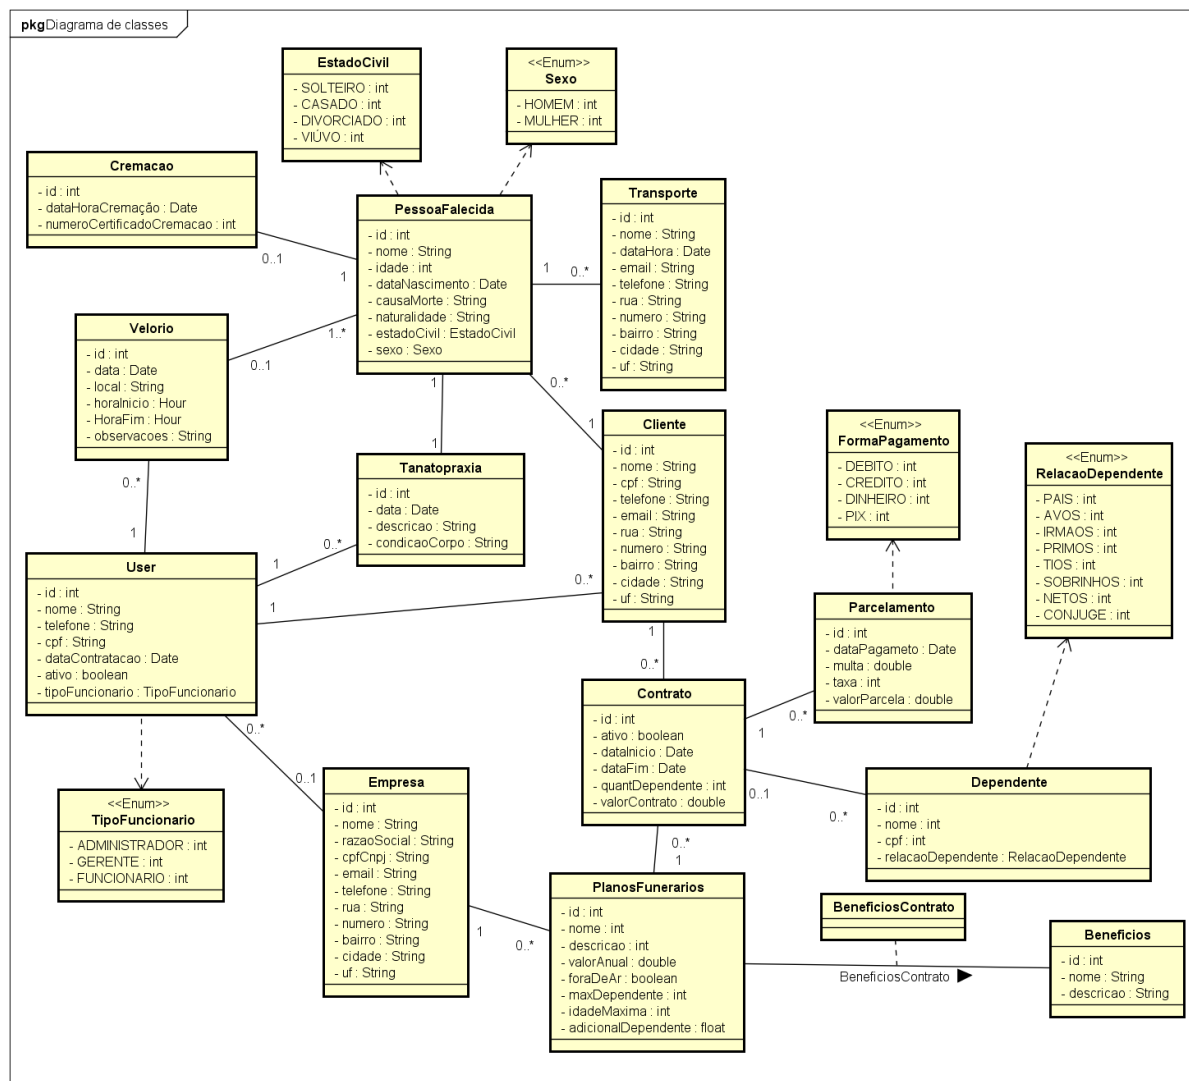 pkg Diagrama de classes
EstadoCivil
- SOLTEIRO : int
- CASADO : int
- DIVORCIADO : int
- VIÚVO : int
<<Enum>>
Sexo
- HOMEM : int
- MULHER : int
Cremacao
- id : int
- dataHoraCremação : Date
- numeroCertificadoCremacao : int
0..1
1
PessoaFalecida
- id : int
- nome : String
- idade : int
- dataNascimento : Date
- causaMorte : String
- naturalidade : String
- estadoCivil : EstadoCivil
- sexo : Sexo
1
0..*
Transporte
- id : int
- nome : String
- dataHora : Date
- email : String
- telefone : String
- rua : String
- numero : String
- bairro : String
- cidade : String
- uf : String
Velorio
- id : int
- data : Date
- local : String
- horaInicio : Hour
- HoraFim : Hour
- observacoes : String
1..*
0..1
1
1
0..*
1
Cliente
- id : int
- nome : String
- cpf : String
- telefone : String
- email : String
- rua : String
- numero : String
- bairro : String
- cidade : String
- uf : String
<<Enum>>
FormaPagamento
- DEBITO : int
- CREDITO : int
- DINHEIRO : int
- PIX : int
<<Enum>>
RelacaoDependente
- PAIS : int
- AVOS : int
- IRMAOS : int
- PRIMOS : int
- TIOS : int
- SOBRINHOS : int
- NETOS : int
- CONJUGE : int
Tanatopraxia
- id : int
- data : Date
- descricao : String
- condicaoCorpo : String
0..*
1
0..*
1
0..*
1
User
- id : int
- nome : String
- telefone : String
- cpf : String
- dataContratacao : Date
- ativo : boolean
- tipoFuncionario : TipoFuncionario
Parcelamento
- id : int
- dataPagameto : Date
- multa : double
- taxa : int
- valorParcela : double
1
0..*
Contrato
- id : int
- ativo : boolean
- dataInicio : Date
- dataFim : Date
- quantDependente : int
- valorContrato : double
1
0..*
0..1
0..*
0..*
0..1
<<Enum>>
TipoFuncionario
- ADMINISTRADOR : int
- GERENTE : int
- FUNCIONARIO : int
Empresa
- id : int
- nome : String
- razaoSocial : String
- cpfCnpj : String
- email : String
- telefone : String
- rua : String
- numero : String
- bairro : String
- cidade : String
- uf : String
Dependente
- id : int
- nome : int
- cpf : int
- relacaoDependente : RelacaoDependente
0..*
1
1
0..*
PlanosFunerarios
- id : int
- nome : int
- descricao : int
- valorAnual : double
- foraDeAr : boolean
- maxDependente : int
- idadeMaxima : int
- adicionalDependente : float
BeneficiosContrato
BeneficiosContrato
Beneficios
- id : int
- nome : String
- descricao : String